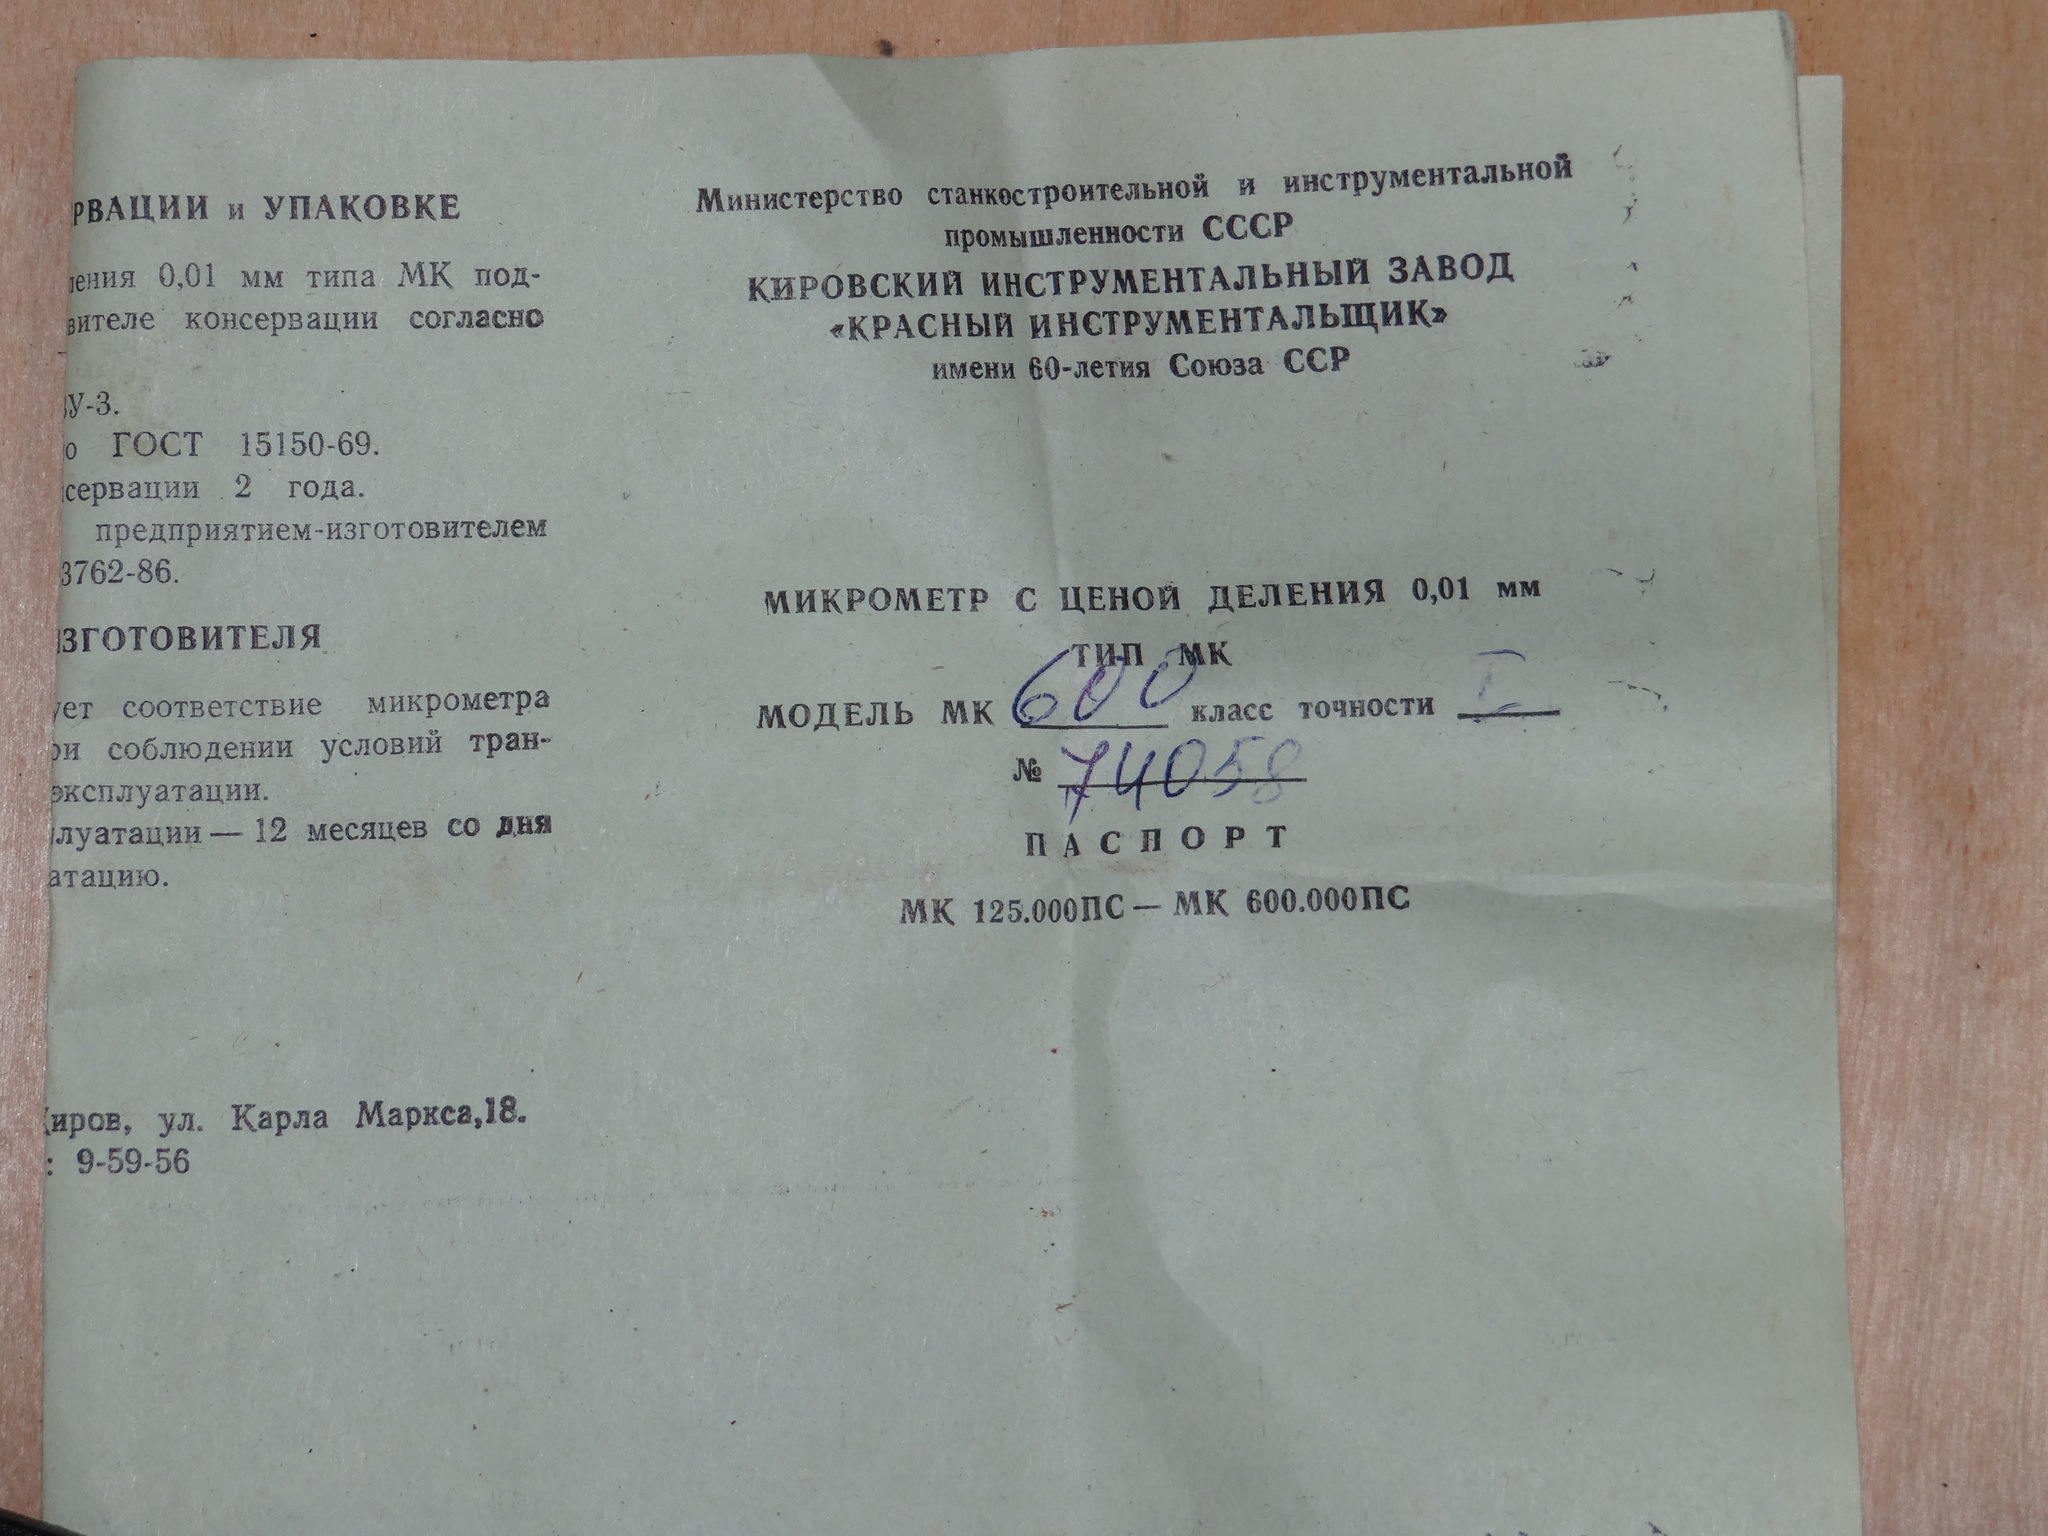 РВАЦИИ и УПАКОВКЕ
ления 0,01 мм типа МК под-
вителе консервации согласно
ВУ-3.
о ГОСТ 15150-69.
сервации 2 года.
предприятием-изготовителем
3762-86.
ИЗГОТОВИТЕЛЯ
ует соответствие микрометра
ри соблюдении условий тран-
эксплуатации.
луатации — 12 месяцев со дня
атацию.
Киров, ул. Карла Маркса,18.
: 9-59-56
Министерство станкостроительной и инструментальной
промышленности СССР
КИРОВСКИЙ ИНСТРУМЕНТАЛЬНЫЙ ЗАВОД
«КРАСНЫЙ ИНСТРУМЕНТАЛЬЩИК»
имени 60-летия Союза ССР
МИКРОМЕТР С ЦЕНОЙ ДЕЛЕНИЯ 0,01 мм
ТИП МК
МОДЕЛЬ МК 600 класс точности I
№ 74058
ПАСПОРТ
МК 125.000ПС — МК 600.000ПС